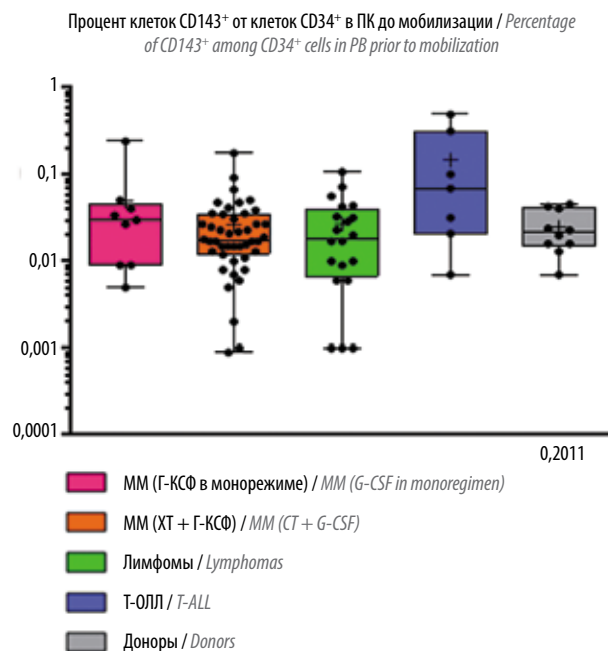 Процент клеток CD143⁺ от клеток CD34⁺ в ПК до мобилизации / Percentage
of CD143⁺ among CD34⁺ cells in PB prior to mobilization
1
0,1
0,01
0,001
0,0001
0,2011
ММ (Г-КСФ в монорежиме) / MM (G-CSF in monoregimen)
ММ (ХТ + Г-КСФ) / MM (CT + G-CSF)
Лимфомы / Lymphomas
Т-ОЛЛ / T-ALL
Доноры / Donors